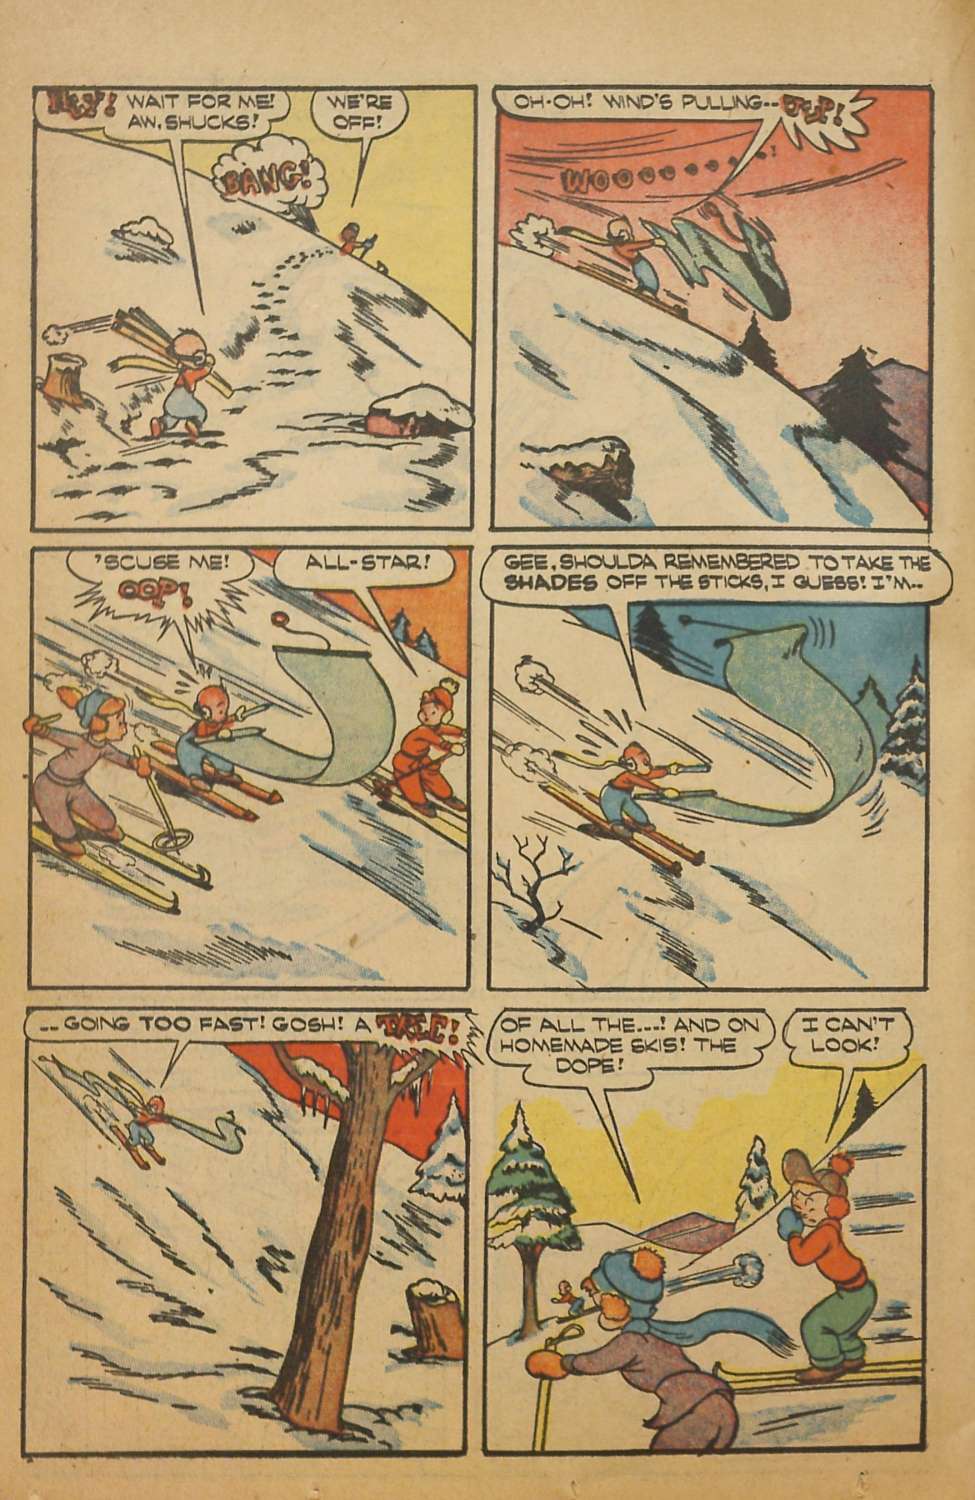 HEY! WAIT FOR ME!
AW, SHUCKS!
BANG!
WE'RE
OFF!
OH-OH! WIND'S PULLING-- ULP!
WOOOOOOO!
'SCUSE ME!
OOP!
ALL-STAR!
GEE, SHOULDA REMEMBERED TO TAKE THE
SHADES OFF THE STICKS, I GUESS! I'M--
-- GOING TOO FAST! GOSH! A TREE!
OF ALL THE---! AND ON
HOMEMADE SKIS! THE
DOPE!
I CAN'T
LOOK!